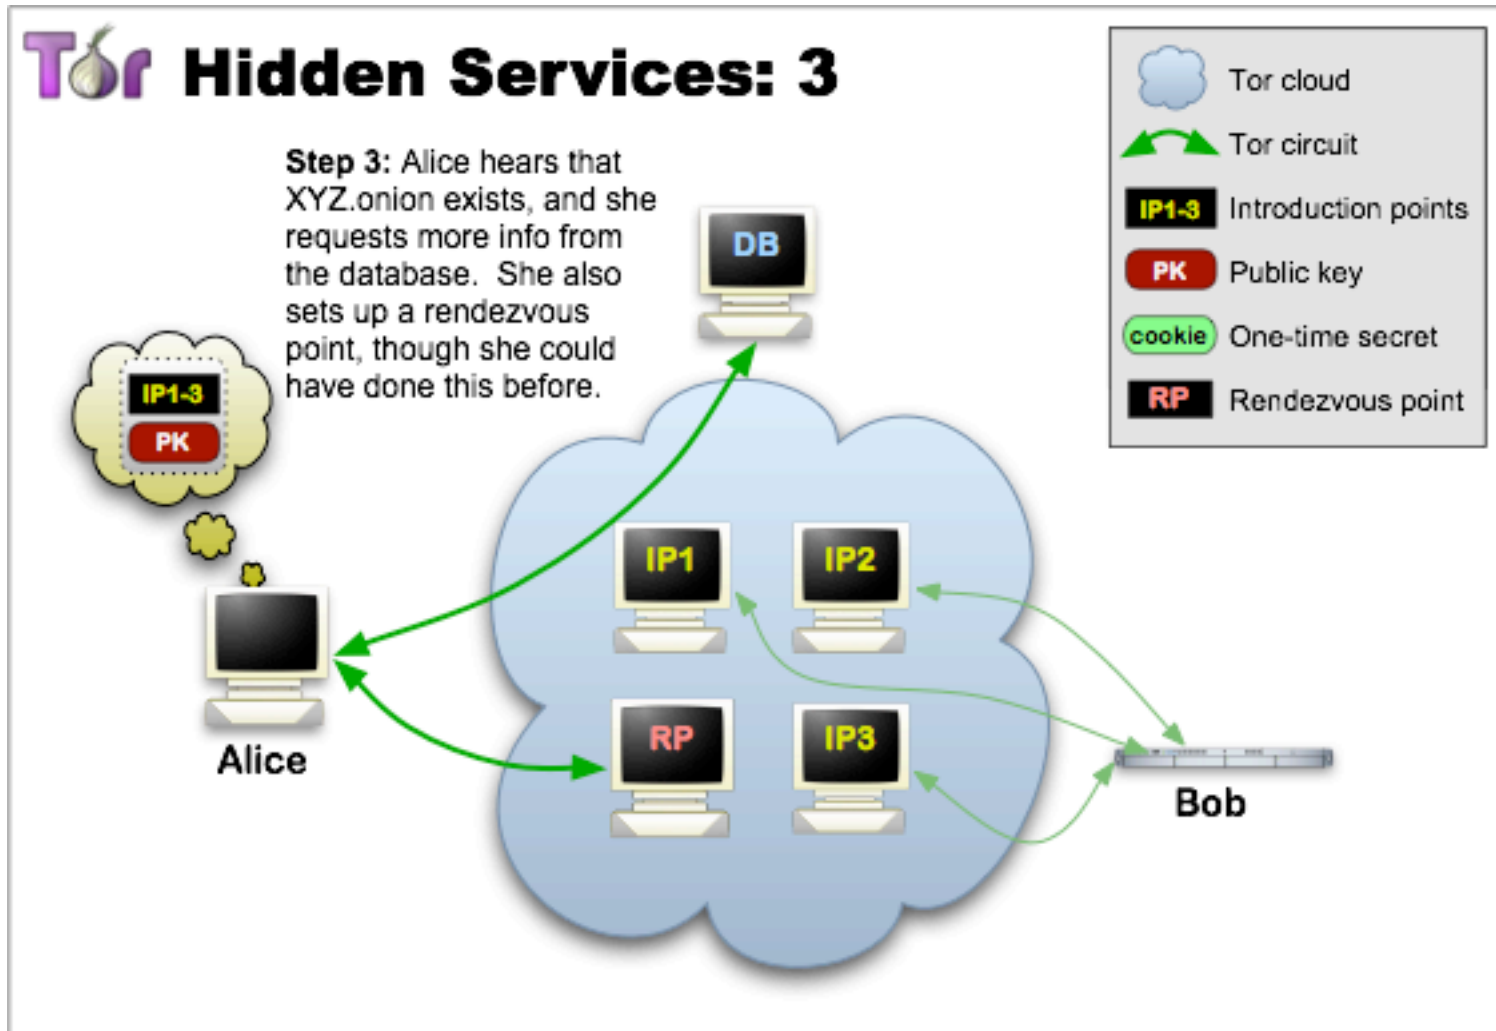 Tor Hidden Services: 3
Step 3: Alice hears that
XYZ.onion exists, and she
requests more info from
the database. She also
sets up a rendezvous
point, though she could
have done this before.
Tor cloud
Tor circuit
IP1-3 Introduction points
PK Public key
cookie One-time secret
RP Rendezvous point
DB
IP1-3
PK
IP1
IP2
RP
IP3
Alice
Bob